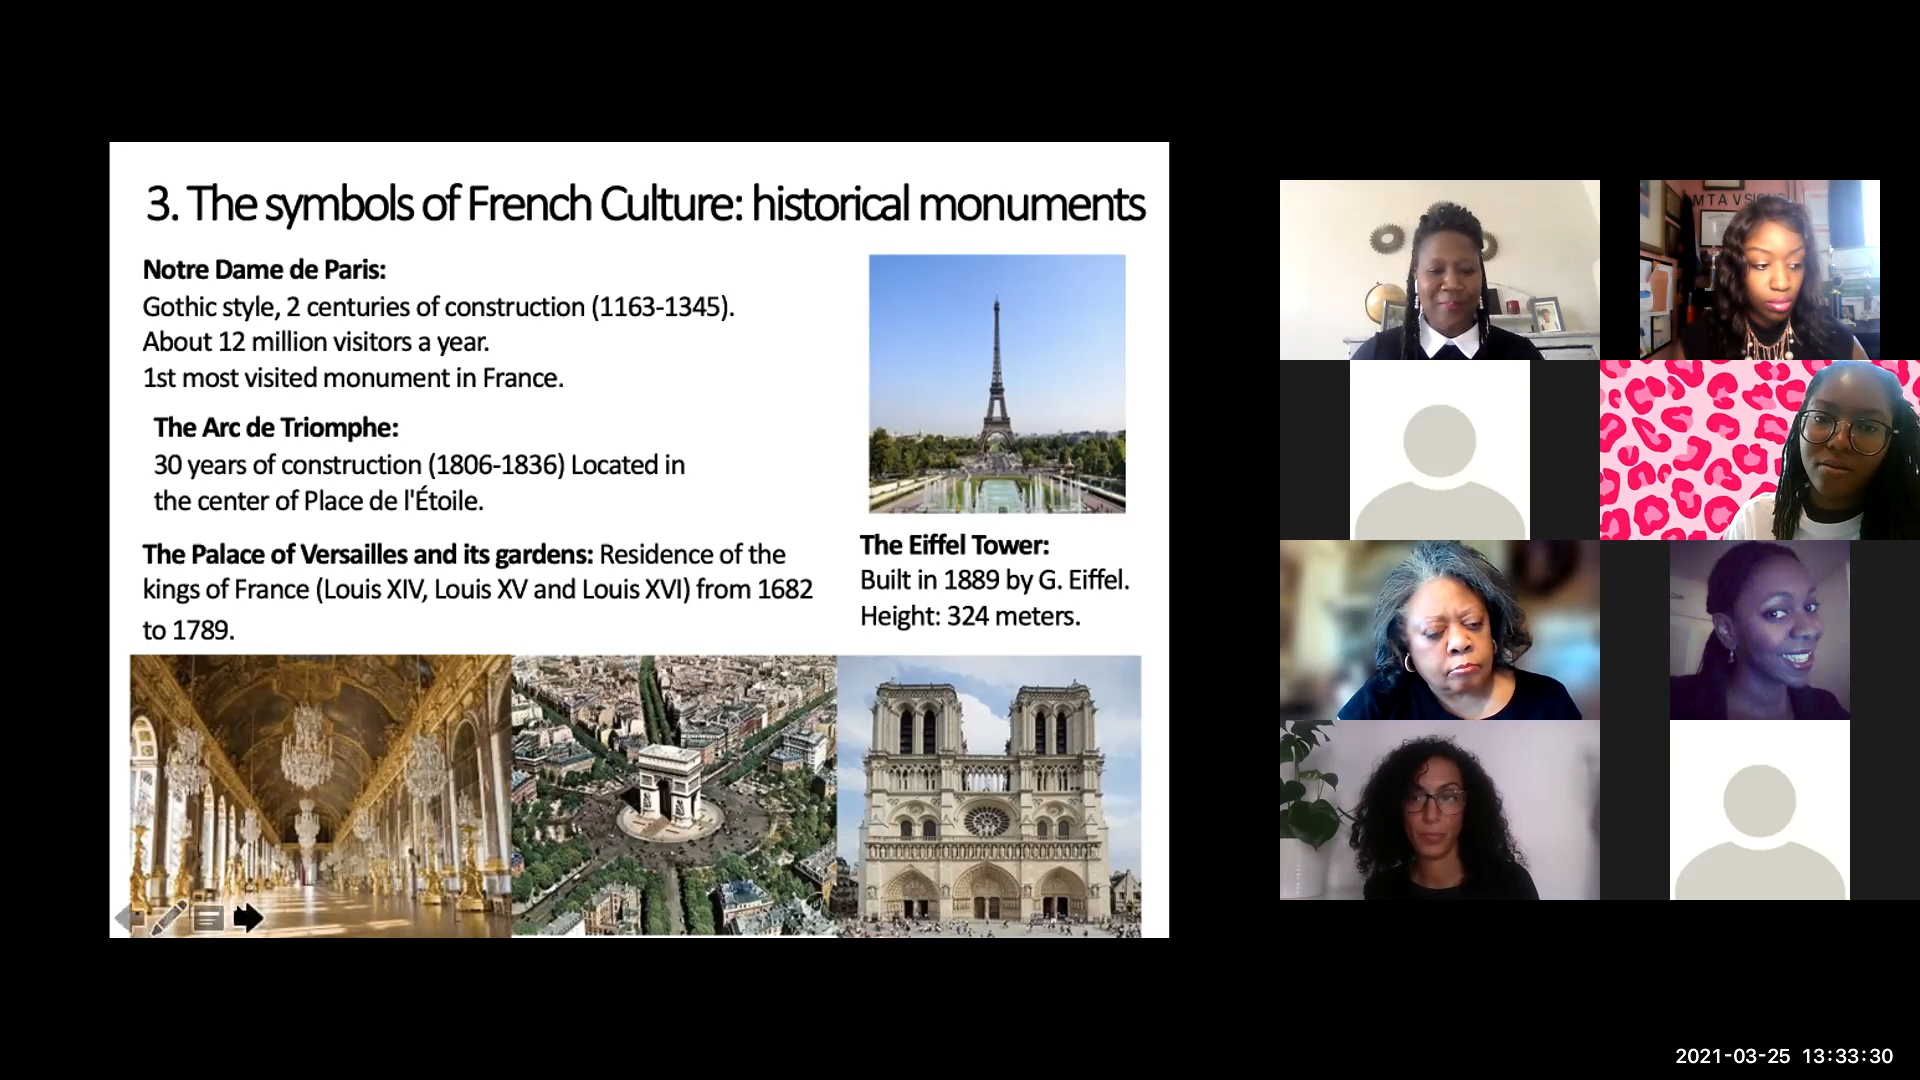 3. The symbols of French Culture: historical monuments
Notre Dame de Paris:
Gothic style, 2 centuries of construction (1163-1345).
About 12 million visitors a year.
1st most visited monument in France.
The Arc de Triomphe:
30 years of construction (1806-1836) Located in
the center of Place de l'Étoile.
The Palace of Versailles and its gardens: Residence of the
kings of France (Louis XIV, Louis XV and Louis XVI) from 1682
to 1789.
The Eiffel Tower:
Built in 1889 by G. Eiffel.
Height: 324 meters.
2021-03-25 13:33:30